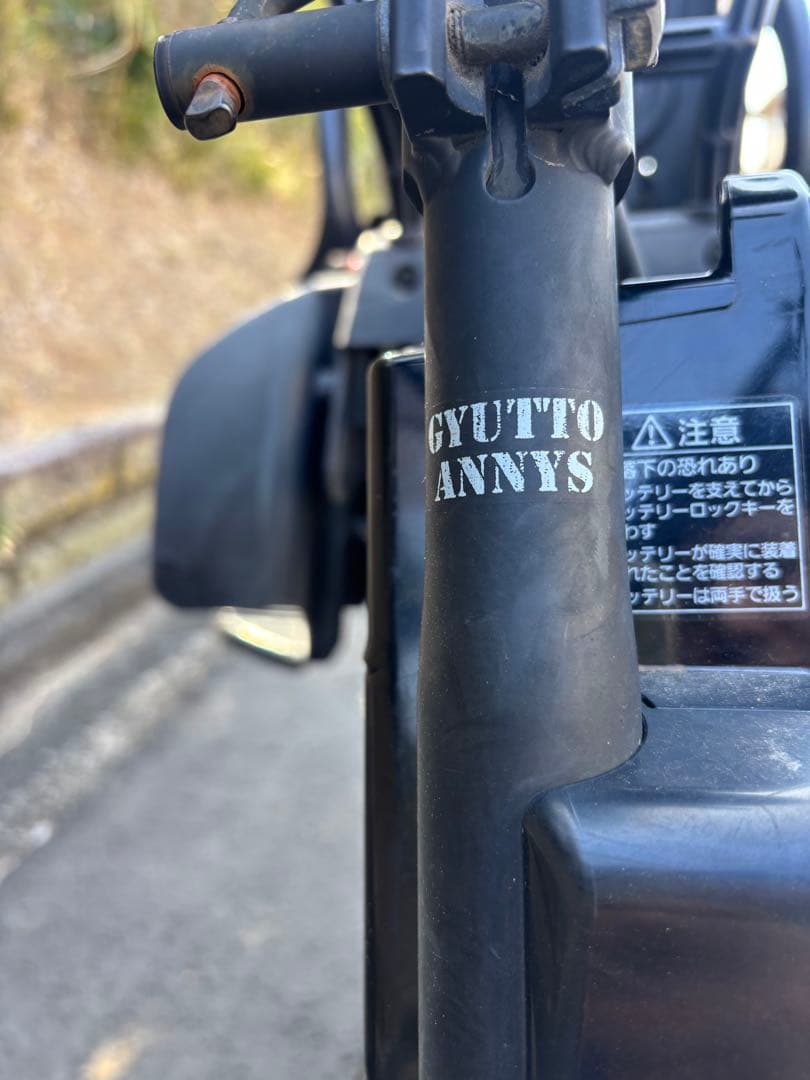 GYUTTO
ANNYS
注意
下の恐れあり
ッテリーを支えてから
ッテリーロックキーを
わす
ッテリーが確実に装着
れたことを確認する
ッテリーは両手で扱う